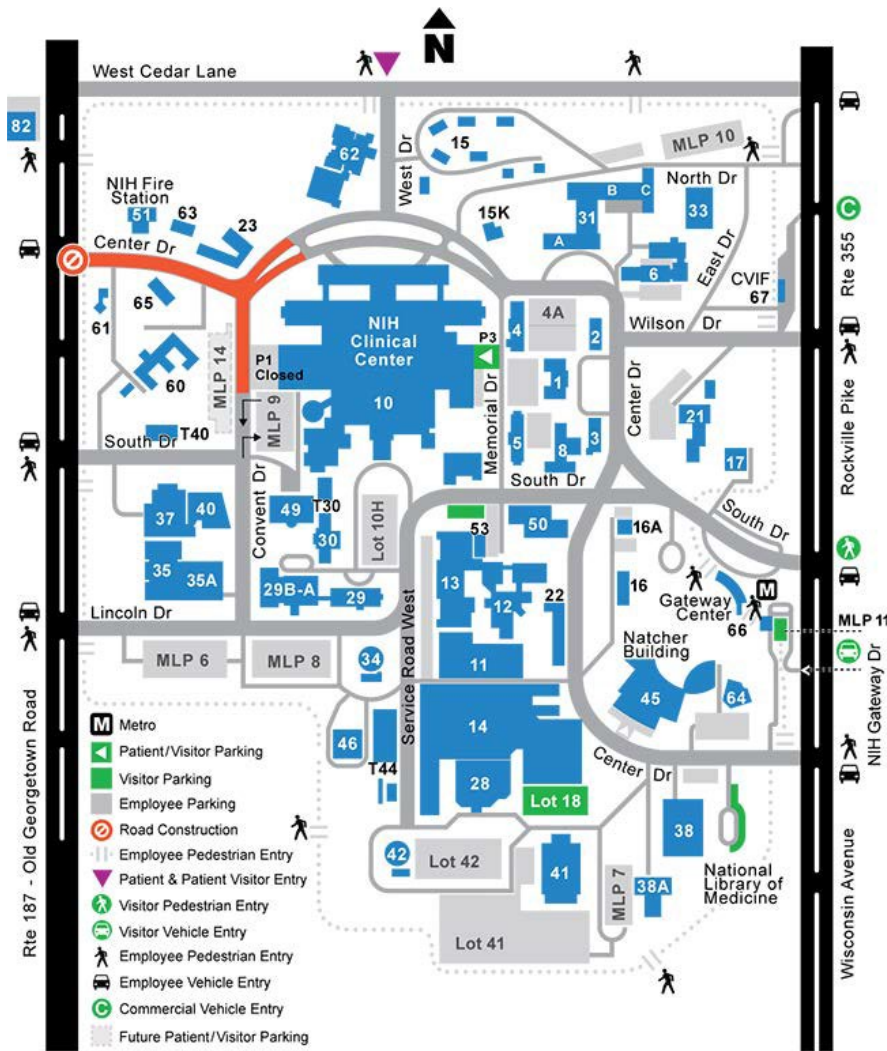 N
West Cedar Lane
82
62
15
MLP 10
West Dr
North Dr
NIH Fire
Station
51
63
23
15K
31
A
B
C
33
C
Center Dr
6
East Dr
CVIF
67
Rte 355
61
65
NIH
Clinical
Center
10
P3
4
4A
2
Wilson Dr
60
MLP 14
P1
Closed
MLP 9
Memorial Dr
1
Center Dr
21
Rockville Pike
T40
South Dr
5
8
3
17
South Dr
37
40
Convent Dr
49
T30
30
Lot 10H
53
50
16A
South Dr
35
35A
29B-A
29
13
12
22
16
Gateway
Center
M
66
MLP 11
Lincoln Dr
MLP 6
MLP 8
34
11
Natcher
Building
45
64
NIH Gateway Dr
Service Road West
14
46
T44
28
Center Dr
Lot 18
38
42
Lot 42
41
MLP 7
38A
National
Library of
Medicine
Lot 41
Rte 187 - Old Georgetown Road
Wisconsin Avenue
M Metro
Patient/Visitor Parking
Visitor Parking
Employee Parking
Road Construction
Employee Pedestrian Entry
Patient & Patient Visitor Entry
Visitor Pedestrian Entry
Visitor Vehicle Entry
Employee Pedestrian Entry
Employee Vehicle Entry
C Commercial Vehicle Entry
Future Patient/Visitor Parking